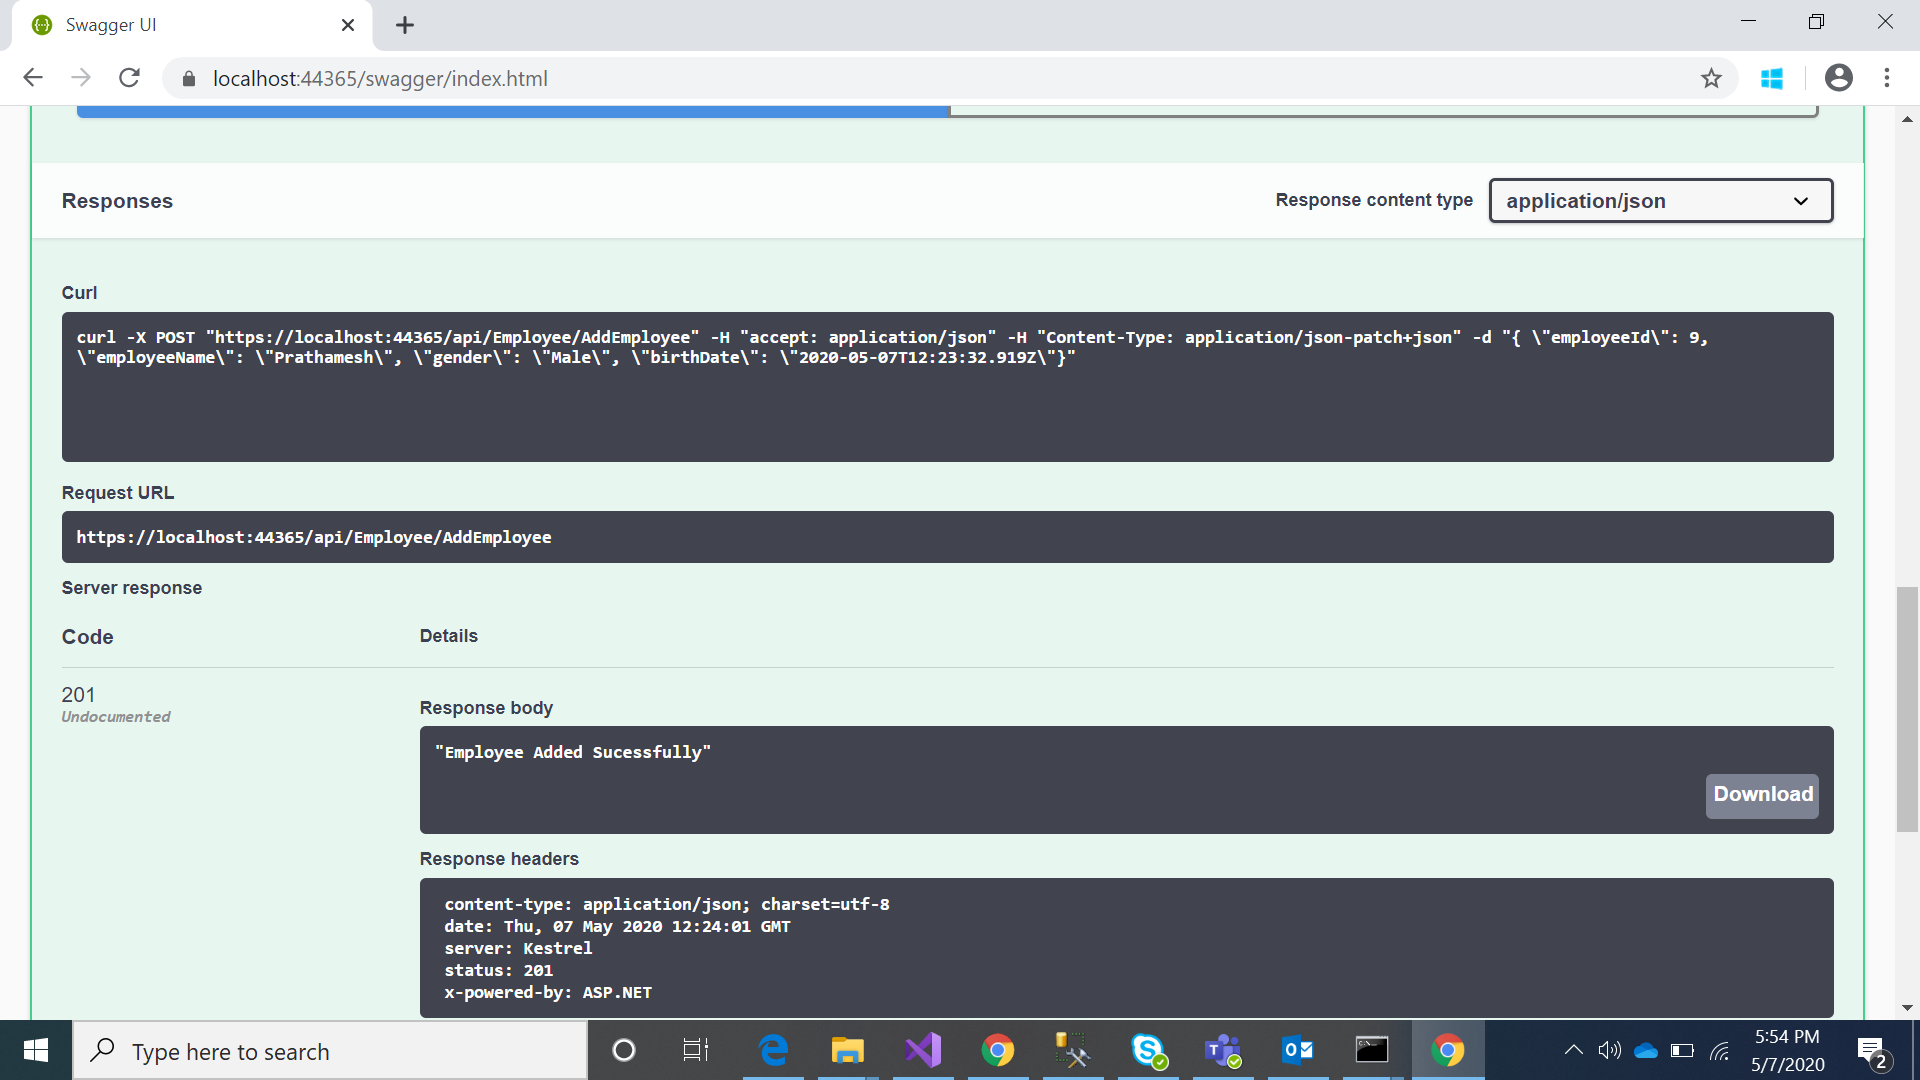 Swagger UI
localhost:44365/swagger/index.html
Responses
Response content type
application/json
Curl
curl -X POST "https://localhost:44365/api/Employee/AddEmployee" -H "accept: application/json" -H "Content-Type: application/json-patch+json" -d "{ \"employeeId\": 9,
\"employeeName\": \"Prathamesh\", \"gender\": \"Male\", \"birthDate\": \"2020-05-07T12:23:32.919Z\"}"
Request URL
https://localhost:44365/api/Employee/AddEmployee
Server response
Code
Details
201
Undocumented
Response body
"Employee Added Sucessfully"
Download
Response headers
content-type: application/json; charset=utf-8
date: Thu, 07 May 2020 12:24:01 GMT
server: Kestrel
status: 201
x-powered-by: ASP.NET
Type here to search
5:54 PM
5/7/2020
2